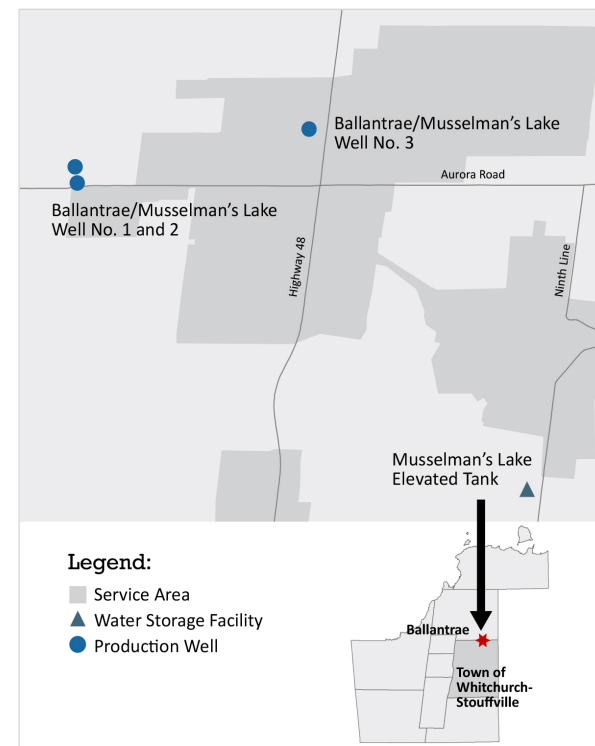 Ballantrae/Musselman's Lake
Well No. 3
Aurora Road
Ballantrae/Musselman's Lake
Well No. 1 and 2
Highway 48
Ninth Line
Musselman's Lake
Elevated Tank
Legend:
Service Area
Water Storage Facility
Production Well
Ballantrae
Town of
Whitchurch-
Stouffville